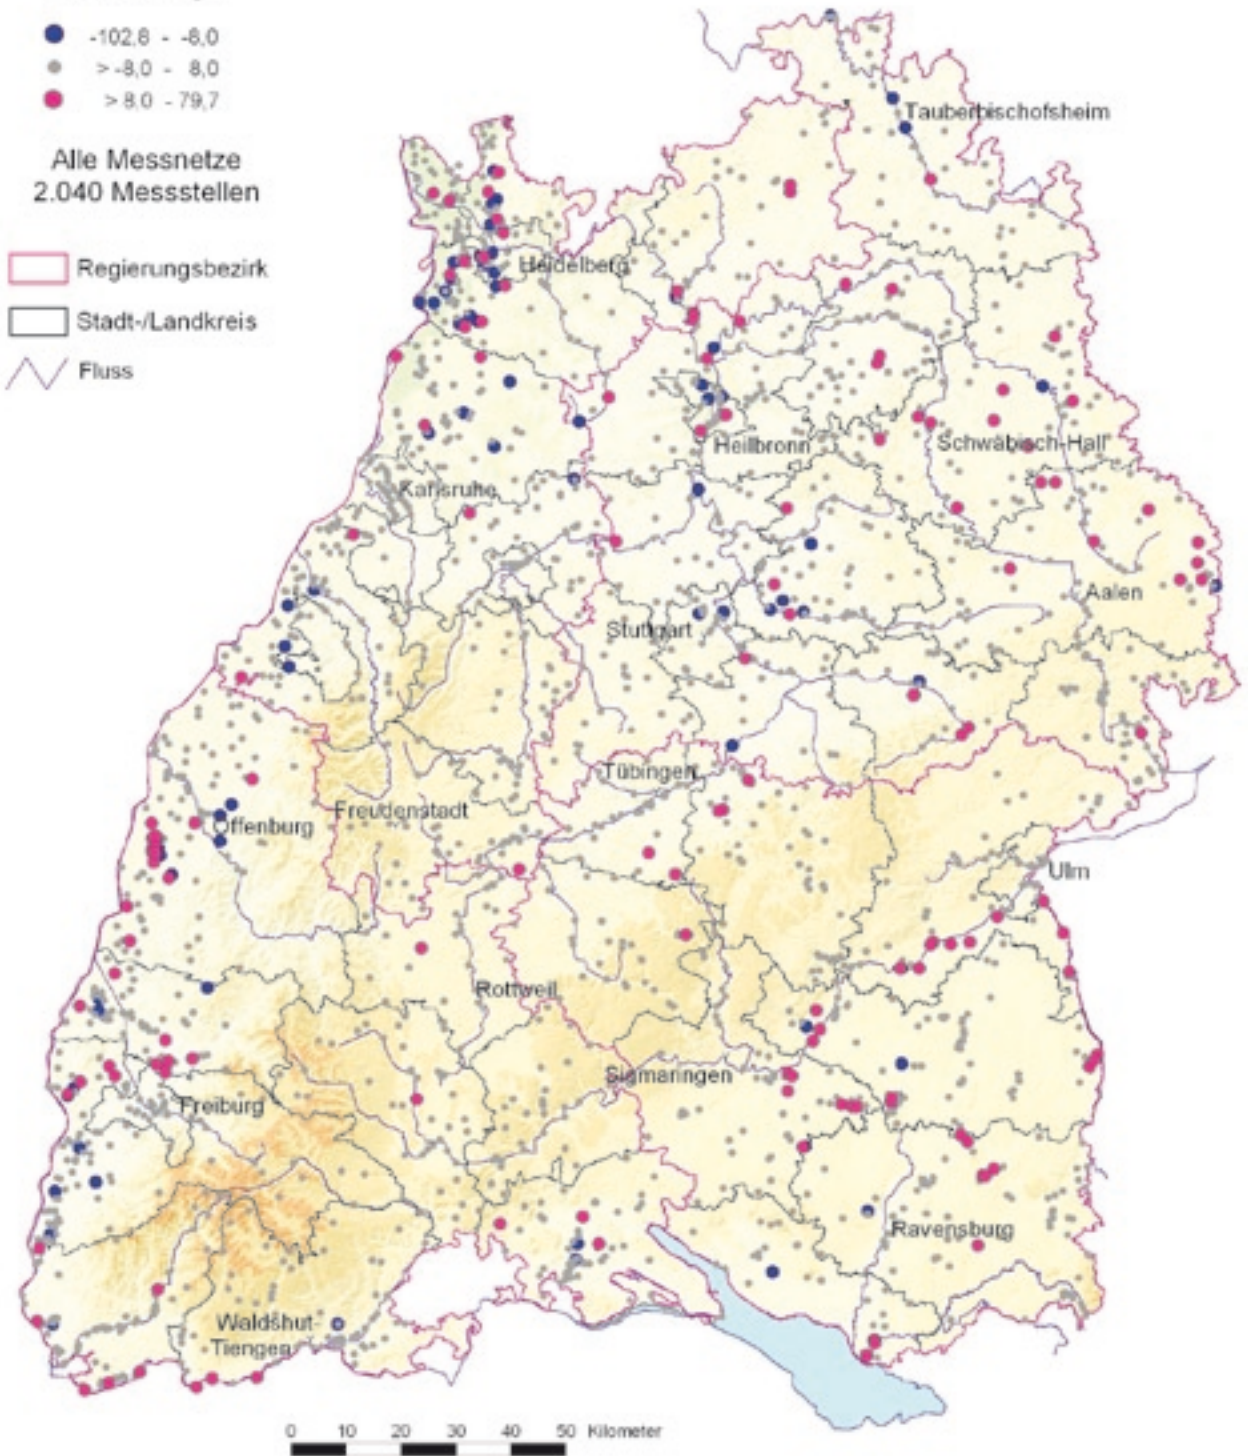 -102,8 - -8,0
> -8,0 - 8,0
> 8,0 - 79,7
Alle Messnetze
2.040 Messstellen
Regierungsbezirk
Stadt-/Landkreis
Fluss
Tauberbischofsheim
Heidelberg
Heilbronn
Schwäbisch-Hall
Karlsruhe
Aalen
Stuttgart
Tübingen
Freudenstadt
Offenburg
Ulm
Rottweil
Sigmaringen
Freiburg
Ravensburg
Waldshut-
Tiengen
0 10 20 30 40 50 Kilometer